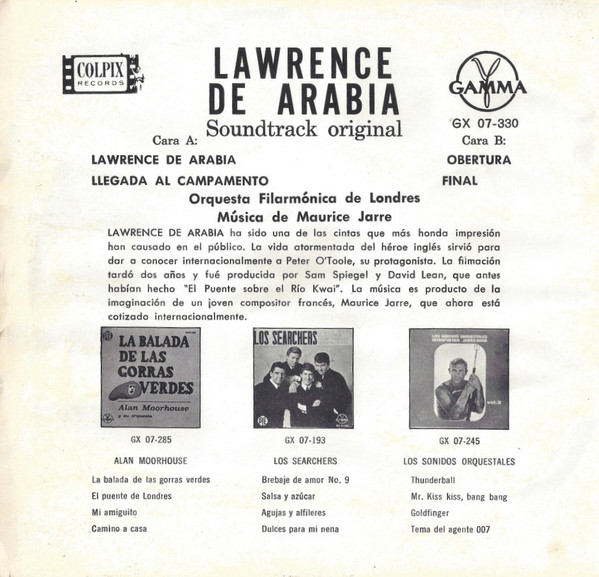 COLPIX
RECORDS
LAWRENCE
DE ARABIA
Soundtrack original
GAMMA
GX 07-330
Cara A:
LAWRENCE DE ARABIA
LLEGADA AL CAMPAMENTO
Cara B:
OBERTURA
FINAL
Orquesta Filarmónica de Londres
Música de Maurice Jarre
LAWRENCE DE ARABIA ha sido una de las cintas que más honda impresión
han causado en el público. La vida atormentada del héroe inglés sirvió para
dar a conocer internacionalmente a Peter O'Toole, su protagonista. La filmación
tardó dos años y fué producida por Sam Spiegel y David Lean, que antes
habían hecho "El Puente sobre el Río Kwai". La música es producto de la
imaginación de un joven compositor francés, Maurice Jarre, que ahora está
cotizado internacionalmente.
LA BALADA
DE LAS
GORRAS
VERDES
Alan Moorhouse
y su orquesta
GX 07-285
ALAN MOORHOUSE
La balada de las gorras verdes
El puente de Londres
Mi amiguito
Camino a casa
LOS SEARCHERS
GX 07-193
LOS SEARCHERS
Brebaje de amor No. 9
Salsa y azúcar
Agujas y alfileres
Dulces para mi nena
LOS SONIDOS ORQUESTALES
vol.2
GX 07-245
LOS SONIDOS ORQUESTALES
Thunderball
Mr. Kiss kiss, bang bang
Goldfinger
Tema del agente 007